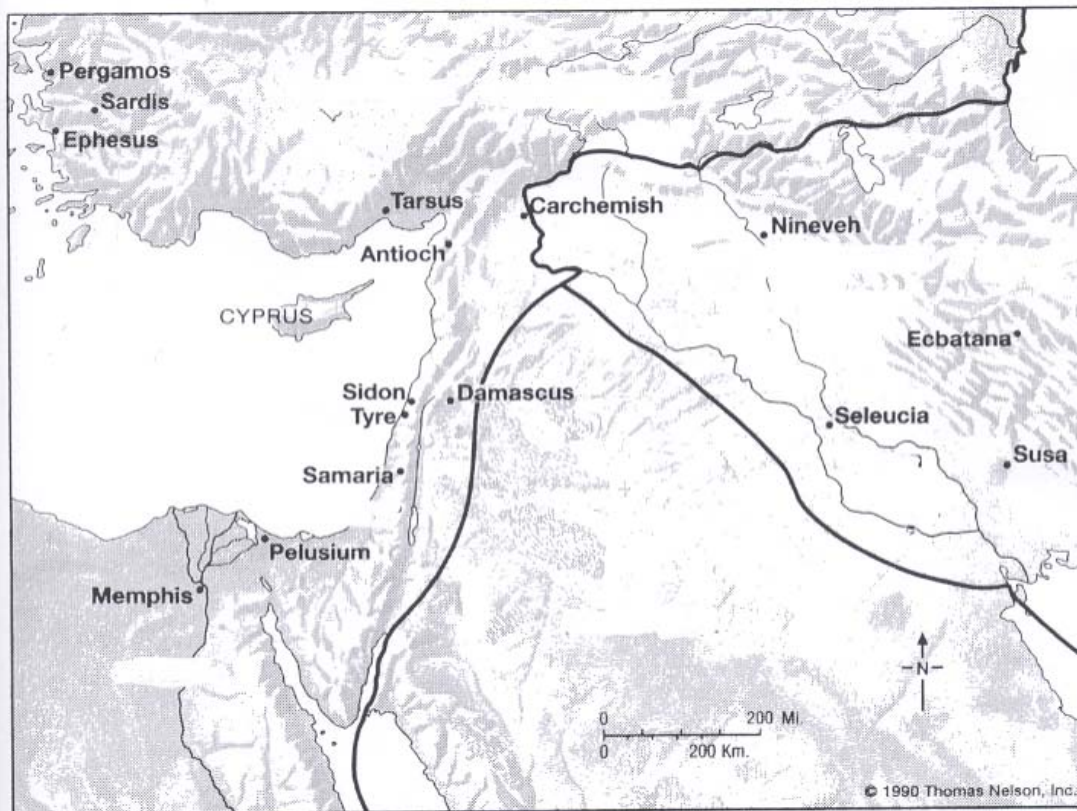 Pergamos
Sardis
Ephesus
Tarsus
Carchemish
Nineveh
Antioch
CYPRUS
Ecbatana
Sidon
Damascus
Tyre
Seleucia
Susa
Samaria
Pelusium
Memphis
N
0 200 Mi.
0 200 Km.
© 1990 Thomas Nelson, Inc.